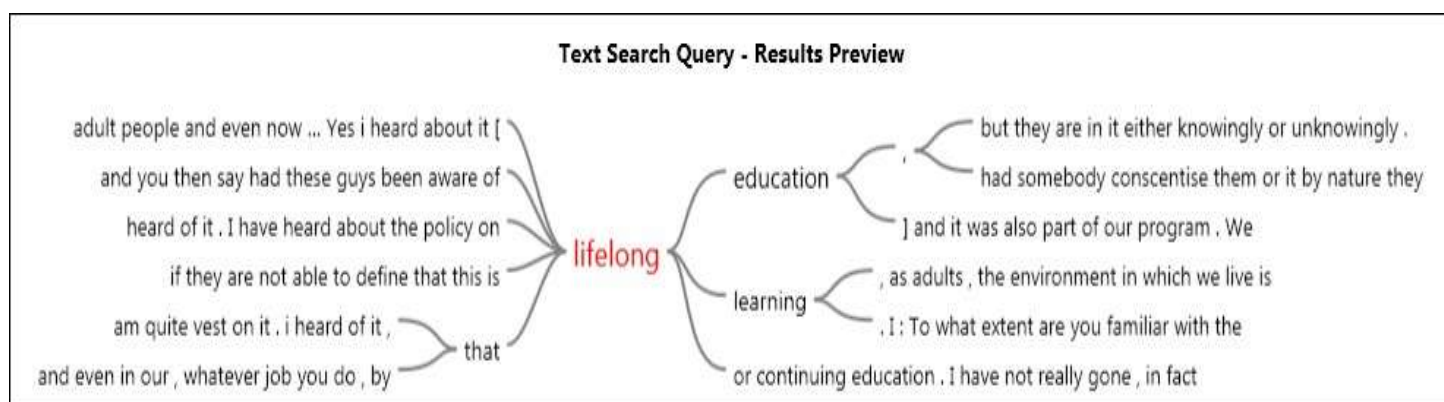 Text Search Query - Results Preview
adult people and even now ... Yes i heard about it [
and you then say had these guys been aware of
heard of it . I have heard about the policy on
if they are not able to define that this is
am quite vest on it . i heard of it ,
and even in our , whatever job you do , by
that
lifelong
education
,
but they are in it either knowingly or unknowingly .
had somebody conscentise them or it by nature they
] and it was also part of our program . We
learning
, as adults , the environment in which we live is
. I : To what extent are you familiar with the
or continuing education . I have not really gone , in fact